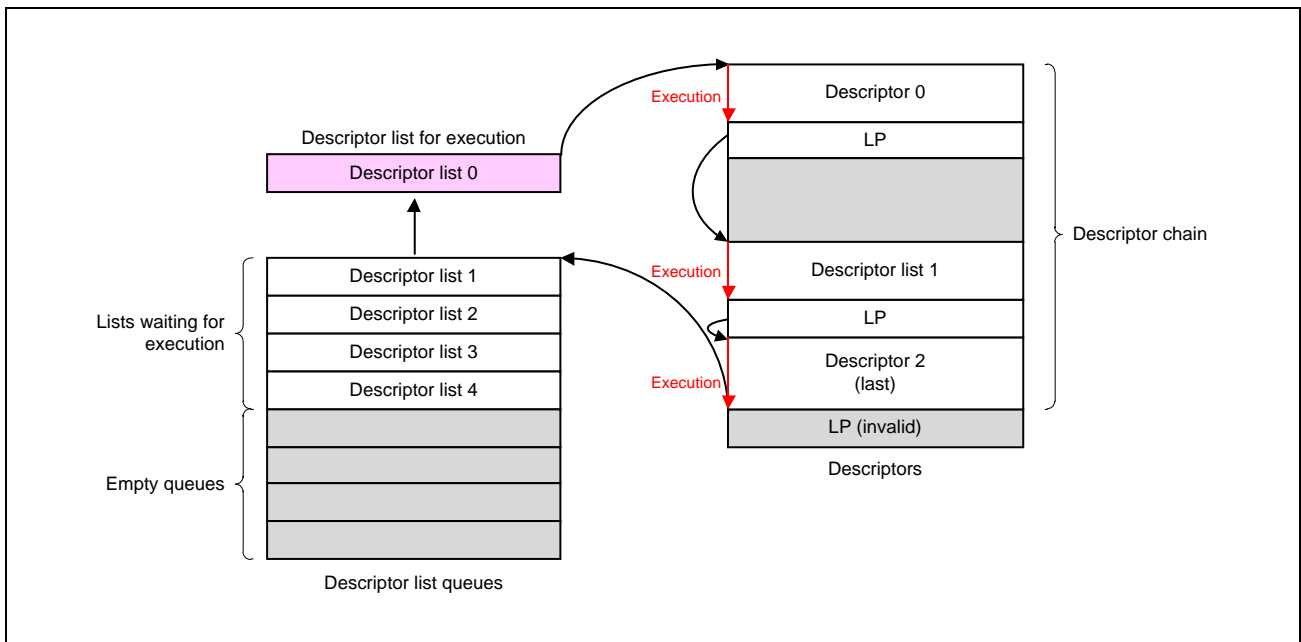 Descriptor list for execution
Descriptor list 0
Lists waiting for
execution
Descriptor list 1
Descriptor list 2
Descriptor list 3
Descriptor list 4
Empty queues
Descriptor list queues
Execution
Descriptor 0
LP
Execution
Descriptor list 1
LP
Execution
Descriptor 2
(last)
LP (invalid)
Descriptors
Descriptor chain